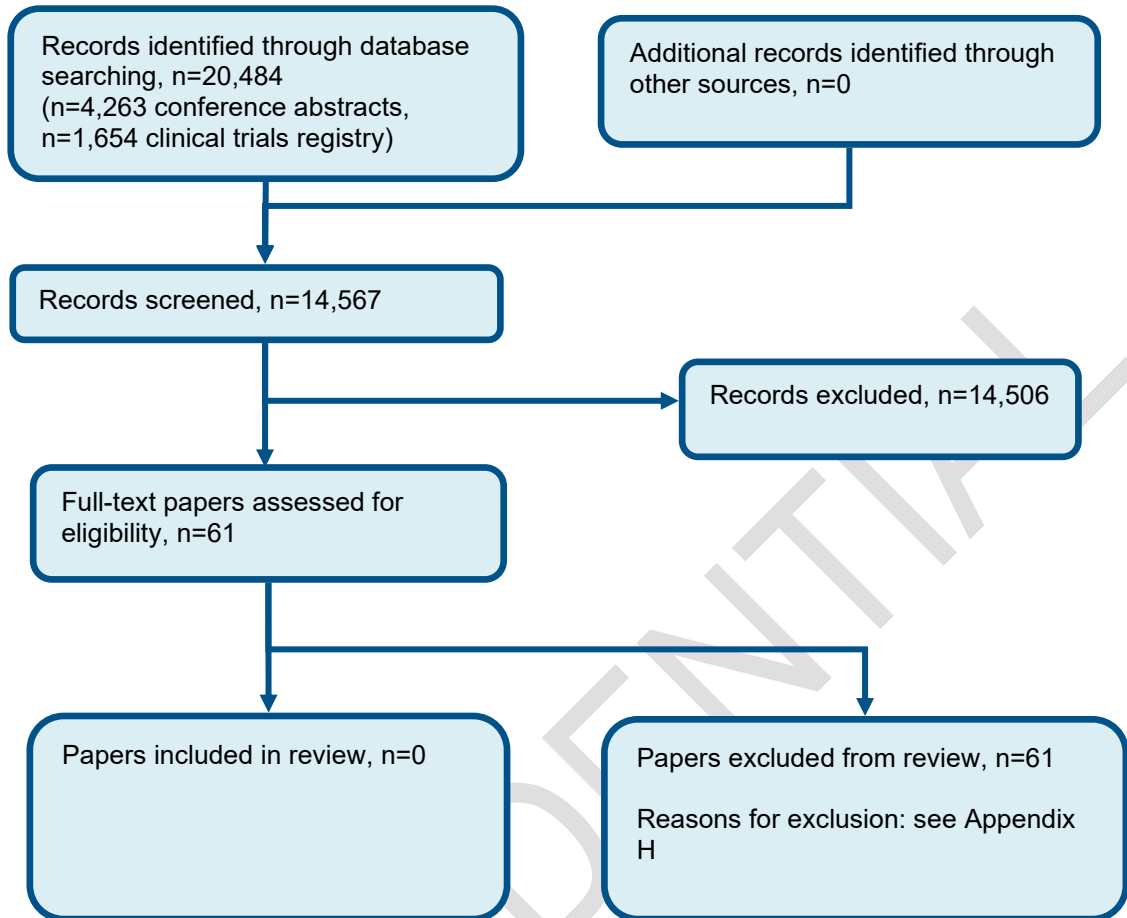 Records identified through database
searching, n=20,484
(n=4,263 conference abstracts,
n=1,654 clinical trials registry)
Additional records identified through
other sources, n=0
Records screened, n=14,567
Records excluded, n=14,506
Full-text papers assessed for
eligibility, n=61
Papers included in review, n=0
Papers excluded from review, n=61
Reasons for exclusion: see Appendix
H
DENTIAL